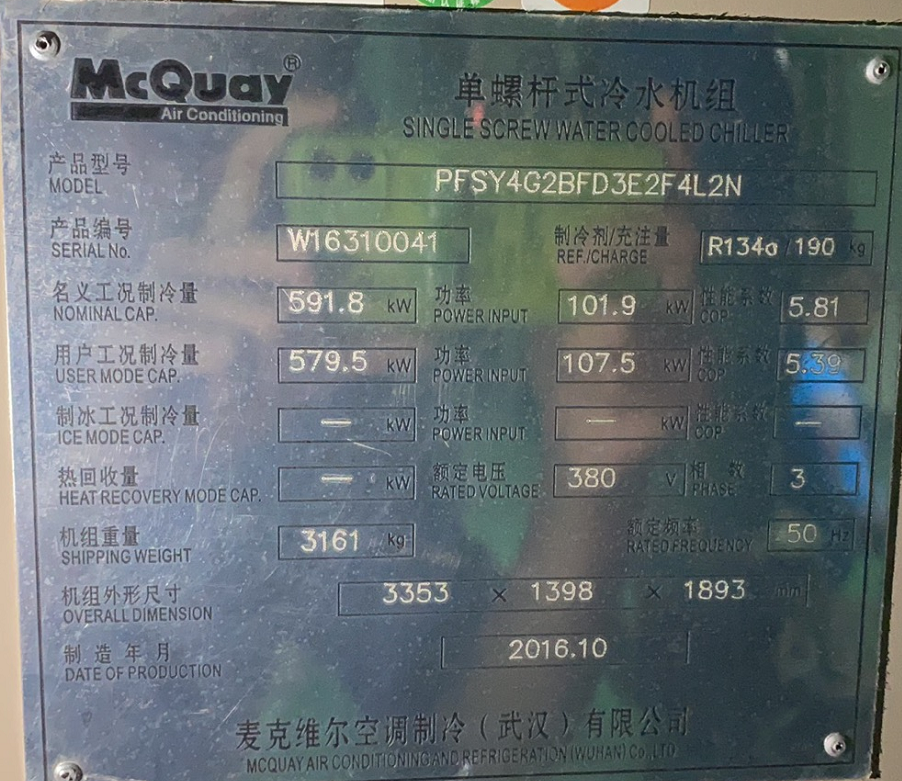 McQuay®
Air Conditioning
单螺杆式冷水机组
SINGLE SCREW WATER COOLED CHILLER
产品型号
MODEL
PFSY4G2BFD3E2F4L2N
产品编号
SERIAL No.
W16310041
制冷剂/充注量
REF./CHARGE
R134a / 190 kg
名义工况制冷量
NOMINAL CAP.
591.8 kW
功率
POWER INPUT
101.9 kW
性能系数
COP
5.81
用户工况制冷量
USER MODE CAP.
579.5 kW
功率
POWER INPUT
107.5 kW
性能系数
COP
5.39
制冰工况制冷量
ICE MODE CAP.
— kW
功率
POWER INPUT
— kW
性能系数
COP
—
热回收量
HEAT RECOVERY MODE CAP.
— kW
额定电压
RATED VOLTAGE
380 V
相 数
PHASE
3
机组重量
SHIPPING WEIGHT
3161 kg
额定频率
RATED FREQUENCY
50 Hz
机组外形尺寸
OVERALL DIMENSION
3353 × 1398 × 1893 mm
制造年月
DATE OF PRODUCTION
2016.10
麦克维尔空调制冷（武汉）有限公司
MCQUAY AIR CONDITIONING AND REFRIGERATION (WUHAN) Co.,LTD